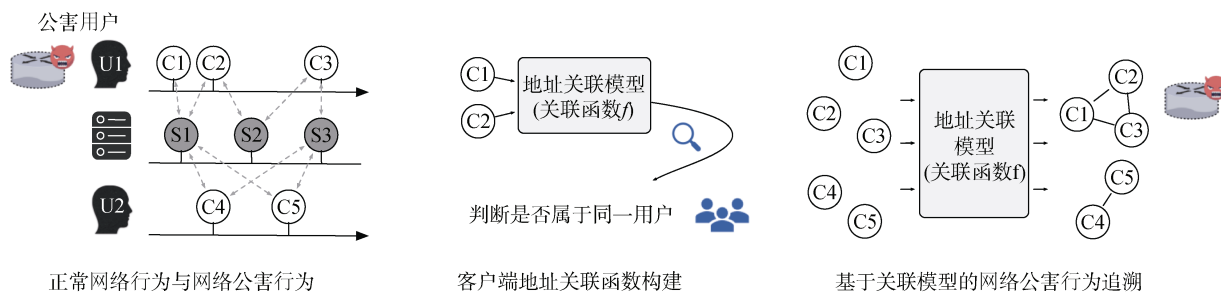 公害用户
U1
C1
C2
C3
S1
S2
S3
U2
C4
C5
正常网络行为与网络公害行为
C1
C2
地址关联模型
(关联函数f)
判断是否属于同一用户
客户端地址关联函数构建
C1
C2
C3
C4
C5
地址关联
模型
(关联函数f)
C2
C1
C3
C5
C4
基于关联模型的网络公害行为追溯